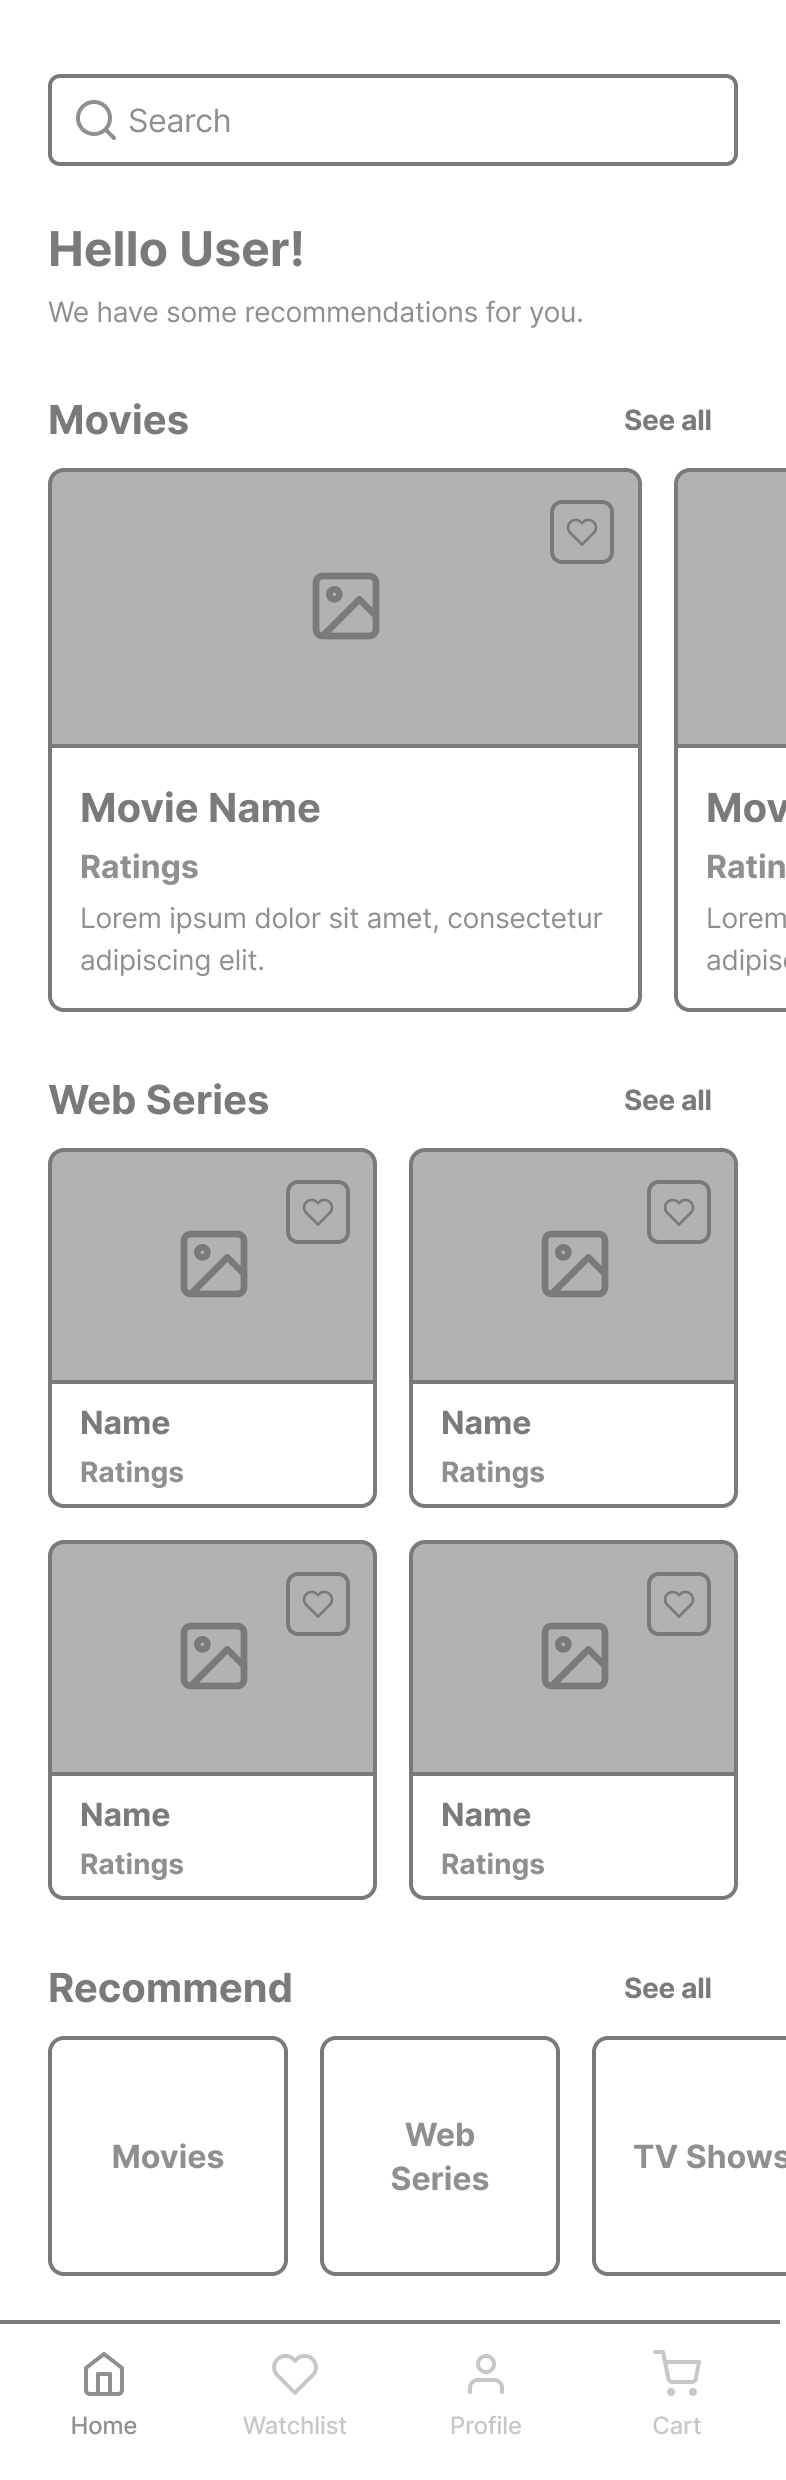 Search
Hello User!
We have some recommendations for you.
Movies
See all
Movie Name
Ratings
Lorem ipsum dolor sit amet, consectetur
adipiscing elit.
Mov
Ratin
Lorem
adipisc
Web Series
See all
Name
Ratings
Name
Ratings
Name
Ratings
Name
Ratings
Recommend
See all
Movies
Web
Series
TV Shows
Home
Watchlist
Profile
Cart